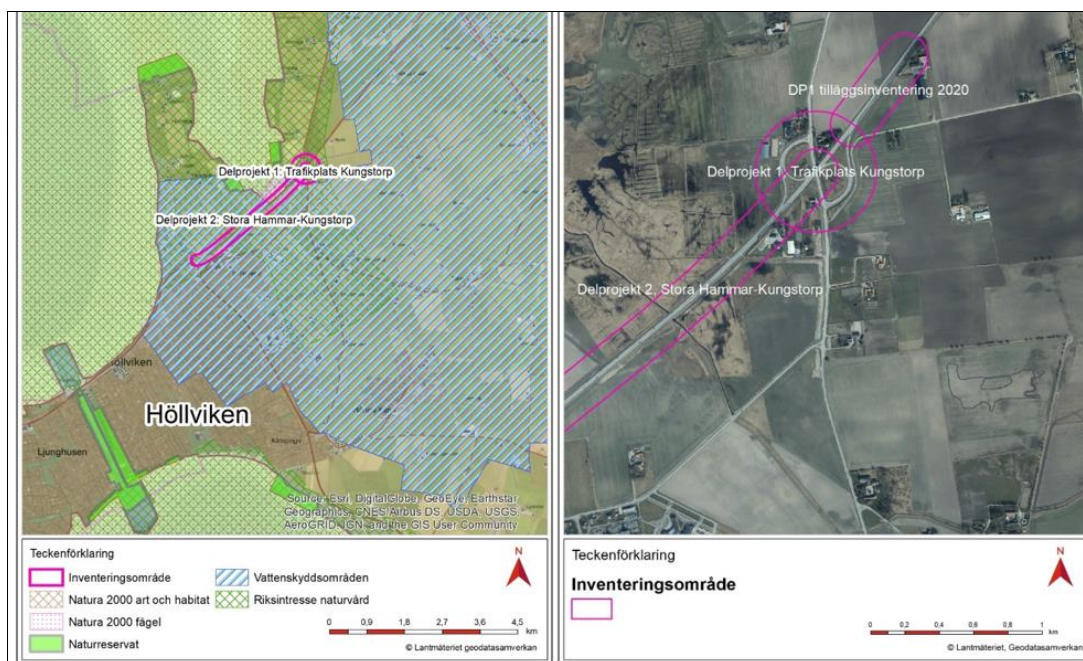 Delprojekt 1: Trafikplats Kungstorp
Delprojekt 2: Stora Hammar-Kungstorp
Höllviken
Höllviken
Ljunghusen
Source: Esri, DigitalGlobe, GeoEye, Earthstar
Geographics, CNES/Airbus DS, USDA, USGS,
AeroGRID, IGN, and the GIS User Community
Teckenförklaring
Inventeringsområde
Natura 2000 art och habitat
Natura 2000 fågel
Naturreservat
Vattenskyddsområden
Riksintresse naturvård
N
0 0,9 1,8 2,7 3,6 4,5
km
© Lantmäteriet geodatasamverkan
DP1 tilläggsinventering 2020
Delprojekt 1, Trafikplats Kungstorp
Delprojekt 2, Stora Hammar-Kungstorp
Teckenförklaring
Inventeringsområde
N
0 0,2 0,4 0,6 0,8 1
km
© Lantmäteriet, Geodatasamverkan